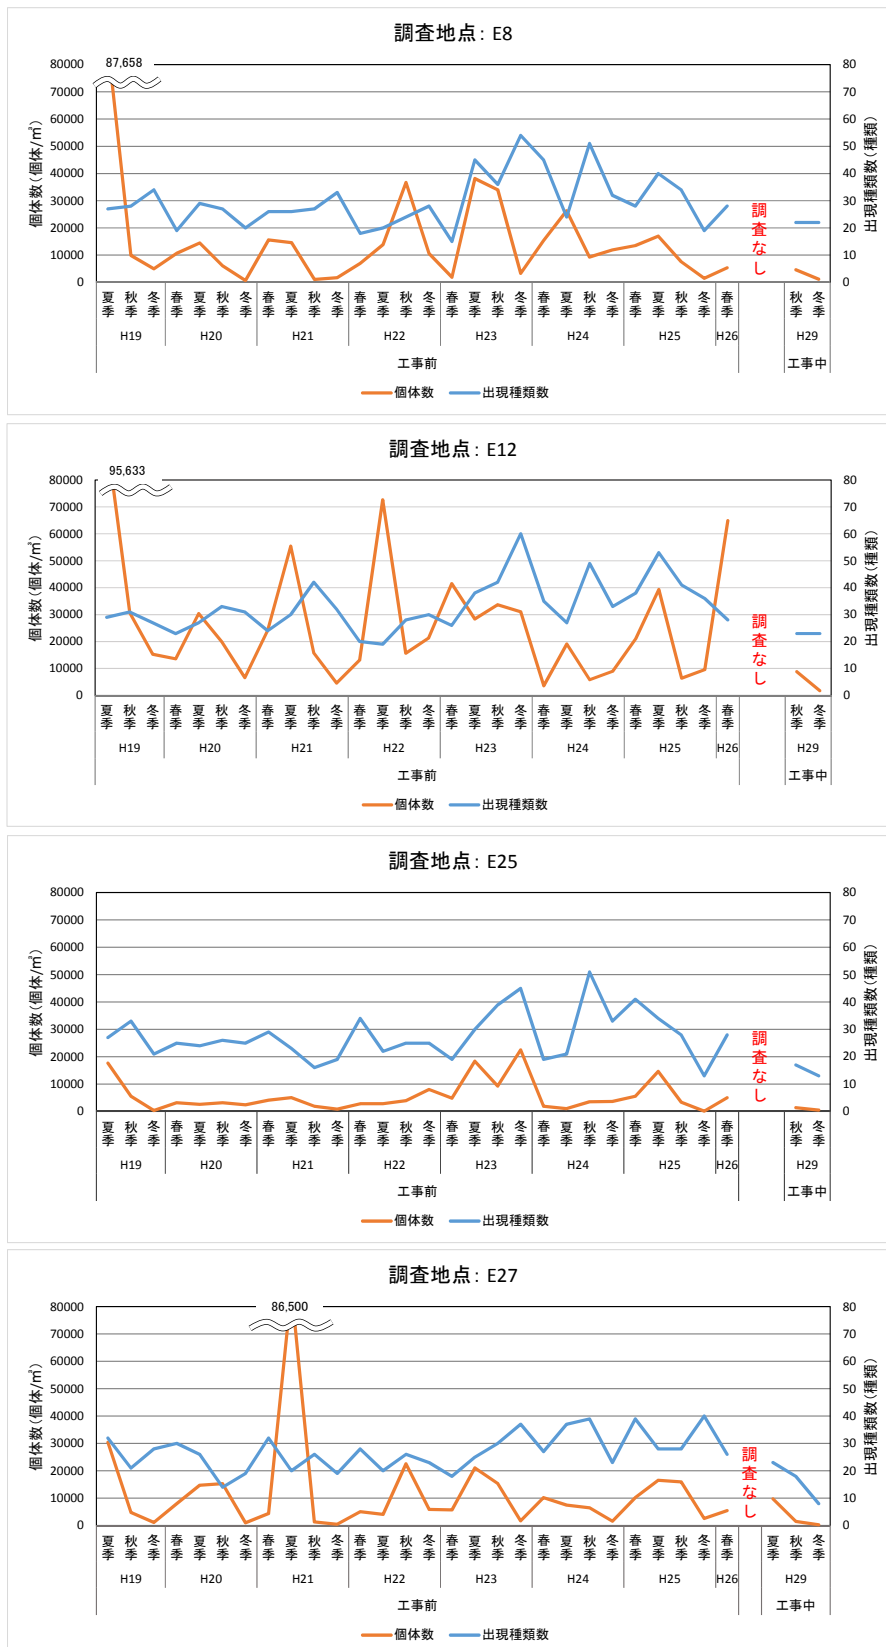 調査地点：E8
87,658
個体数(個体/㎡)
出現種類数(種類)
80000 70000 60000 50000 40000 30000 20000 10000 0
80 70 60 50 40 30 20 10 0
調査なし
夏季 秋季 冬季 春季 夏季 秋季 冬季 春季 夏季 秋季 冬季 春季 夏季 秋季 冬季 春季 夏季 秋季 冬季 春季 夏季 秋季 冬季 春季 夏季 秋季 冬季 春季 秋季 冬季
H19 H20 H21 H22 H23 H24 H25 H26 H29
工事前 工事中
個体数 出現種類数
調査地点：E12
95,633
個体数(個体/㎡)
出現種類数(種類)
80000 70000 60000 50000 40000 30000 20000 10000 0
80 70 60 50 40 30 20 10 0
調査なし
夏季 秋季 冬季 春季 夏季 秋季 冬季 春季 夏季 秋季 冬季 春季 夏季 秋季 冬季 春季 夏季 秋季 冬季 春季 夏季 秋季 冬季 春季 夏季 秋季 冬季 春季 秋季 冬季
H19 H20 H21 H22 H23 H24 H25 H26 H29
工事前 工事中
個体数 出現種類数
調査地点：E25
個体数(個体/㎡)
出現種類数(種類)
80000 70000 60000 50000 40000 30000 20000 10000 0
80 70 60 50 40 30 20 10 0
調査なし
夏季 秋季 冬季 春季 夏季 秋季 冬季 春季 夏季 秋季 冬季 春季 夏季 秋季 冬季 春季 夏季 秋季 冬季 春季 夏季 秋季 冬季 春季 夏季 秋季 冬季 春季 秋季 冬季
H19 H20 H21 H22 H23 H24 H25 H26 H29
工事前 工事中
個体数 出現種類数
調査地点：E27
86,500
個体数(個体/㎡)
出現種類数(種類)
80000 70000 60000 50000 40000 30000 20000 10000 0
80 70 60 50 40 30 20 10 0
調査なし
夏季 秋季 冬季 春季 夏季 秋季 冬季 春季 夏季 秋季 冬季 春季 夏季 秋季 冬季 春季 夏季 秋季 冬季 春季 夏季 秋季 冬季 春季 夏季 秋季 冬季 春季 夏季 秋季 冬季
H19 H20 H21 H22 H23 H24 H25 H26 H29
工事前 工事中
個体数 出現種類数